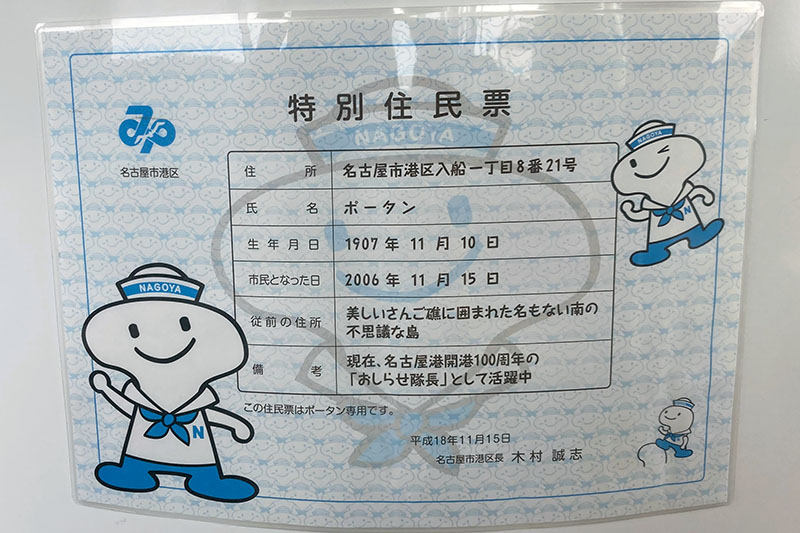 特別住民票
名古屋市港区
NAGOYA
NAGOYA
住所 名古屋市港区入船一丁目8番21号
氏名 ポータン
N
生年月日 1907年11月10日
市民となった日 2006年11月15日
従前の住所 美しいさんご礁に囲まれた名もない南の
不思議な島
備考 現在、名古屋港開港100周年の
「おしらせ隊長」として活躍中
NAGOYA
N
この住民票はポータン専用です。
平成18年11月15日
名古屋市港区長 木村誠志